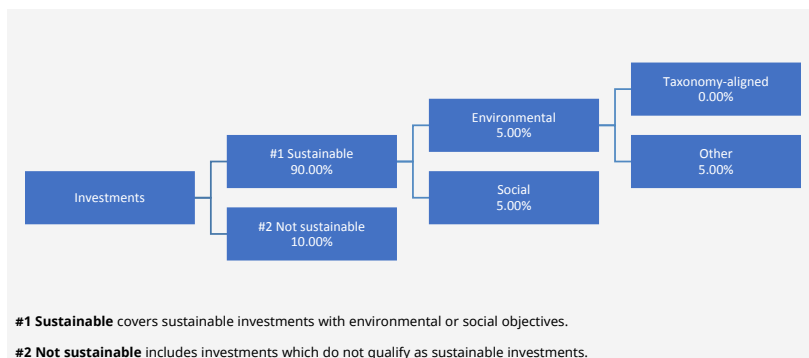 Taxonomy-aligned
0.00%
Environmental
5.00%
#1 Sustainable
90.00%
Other
5.00%
Investments
Social
5.00%
#2 Not sustainable
10.00%
#1 Sustainable covers sustainable investments with environmental or social objectives.
#2 Not sustainable includes investments which do not qualify as sustainable investments.